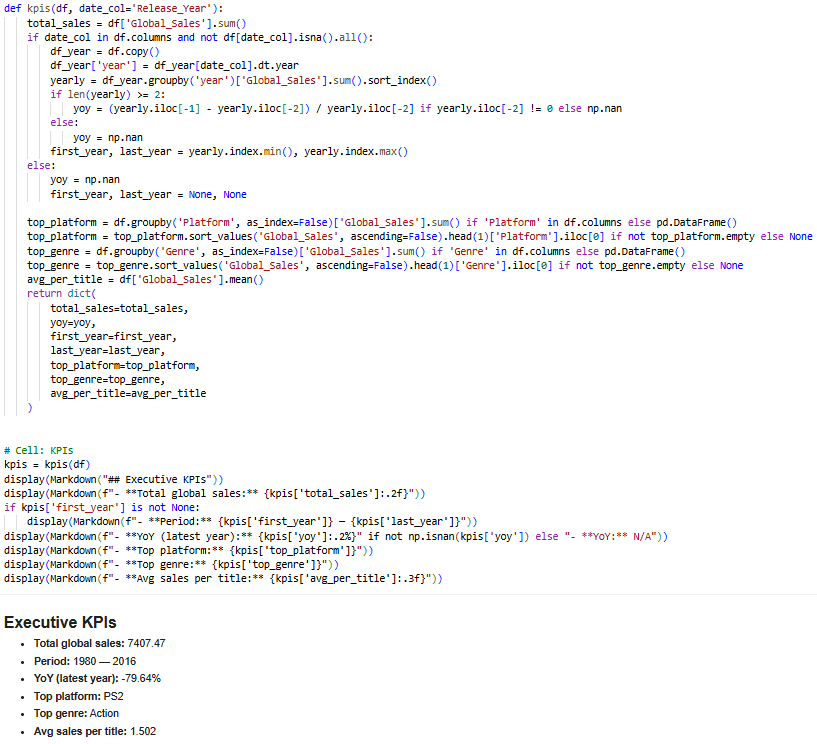 def kpis(df, date_col='Release_Year'):
    total_sales = df['Global_Sales'].sum()
    if date_col in df.columns and not df[date_col].isna().all():
        df_year = df.copy()
        df_year['year'] = df_year[date_col].dt.year
        yearly = df_year.groupby('year')['Global_Sales'].sum().sort_index()
        if len(yearly) >= 2:
            yoy = (yearly.iloc[-1] - yearly.iloc[-2]) / yearly.iloc[-2] if yearly.iloc[-2] != 0 else np.nan
        else:
            yoy = np.nan
        first_year, last_year = yearly.index.min(), yearly.index.max()
    else:
        yoy = np.nan
        first_year, last_year = None, None
    top_platform = df.groupby('Platform', as_index=False)['Global_Sales'].sum() if 'Platform' in df.columns else pd.DataFrame()
    top_platform = top_platform.sort_values('Global_Sales', ascending=False).head(1)['Platform'].iloc[0] if not top_platform.empty else None
    top_genre = df.groupby('Genre', as_index=False)['Global_Sales'].sum() if 'Genre' in df.columns else pd.DataFrame()
    top_genre = top_genre.sort_values('Global_Sales', ascending=False).head(1)['Genre'].iloc[0] if not top_genre.empty else None
    avg_per_title = df['Global_Sales'].mean()
    return dict(
        total_sales=total_sales,
        yoy=yoy,
        first_year=first_year,
        last_year=last_year,
        top_platform=top_platform,
        top_genre=top_genre,
        avg_per_title=avg_per_title
    )
# Cell: KPIs
kpis = kpis(df)
display(Markdown("## Executive KPIs"))
display(Markdown(f"- **Total global sales:** {kpis['total_sales']:.2f}"))
if kpis['first_year'] is not None:
    display(Markdown(f"- **Period:** {kpis['first_year']} — {kpis['last_year']}"))
display(Markdown(f"- **YoY (latest year):** {kpis['yoy']:.2%}" if not np.isnan(kpis['yoy']) else "- **YoY:** N/A"))
display(Markdown(f"- **Top platform:** {kpis['top_platform']}"))
display(Markdown(f"- **Top genre:** {kpis['top_genre']}"))
display(Markdown(f"- **Avg sales per title:** {kpis['avg_per_title']:.3f}"))
Executive KPIs
• Total global sales: 7407.47
• Period: 1980 — 2016
• YoY (latest year): -79.64%
• Top platform: PS2
• Top genre: Action
• Avg sales per title: 1.502